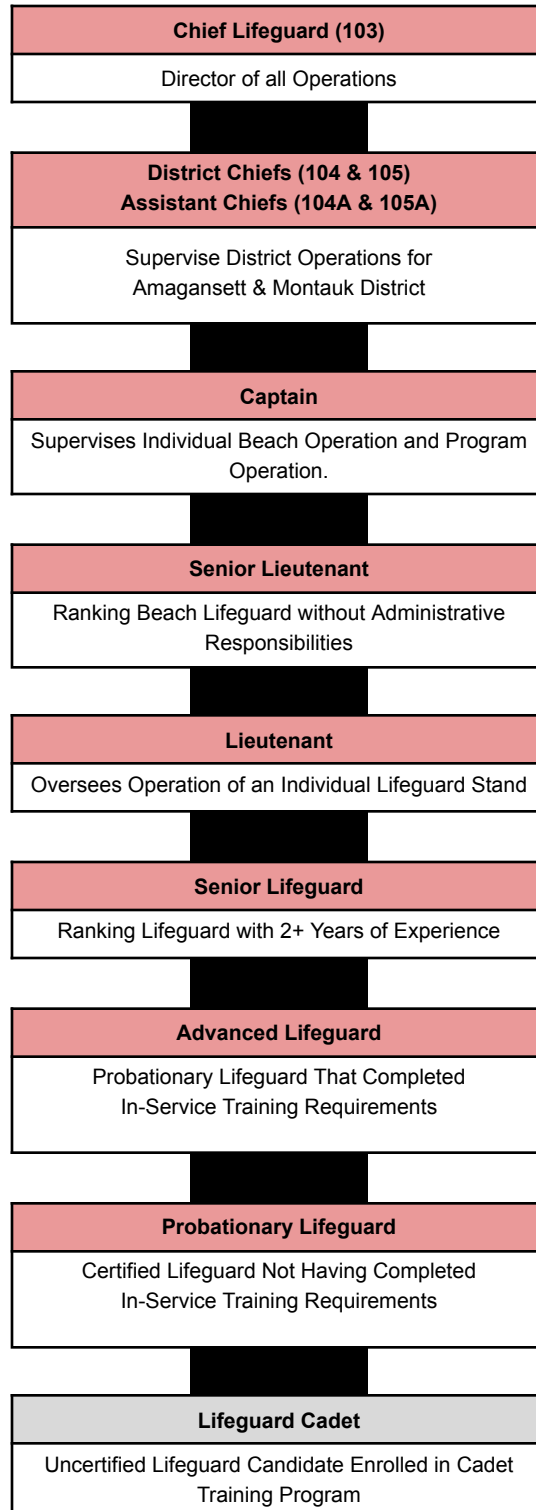 Chief Lifeguard (103)
Director of all Operations
District Chiefs (104 & 105)
Assistant Chiefs (104A & 105A)
Supervise District Operations for
Amagansett & Montauk District
Captain
Supervises Individual Beach Operation and Program
Operation.
Senior Lieutenant
Ranking Beach Lifeguard without Administrative
Responsibilities
Lieutenant
Oversees Operation of an Individual Lifeguard Stand
Senior Lifeguard
Ranking Lifeguard with 2+ Years of Experience
Advanced Lifeguard
Probationary Lifeguard That Completed
In-Service Training Requirements
Probationary Lifeguard
Certified Lifeguard Not Having Completed
In-Service Training Requirements
Lifeguard Cadet
Uncertified Lifeguard Candidate Enrolled in Cadet
Training Program